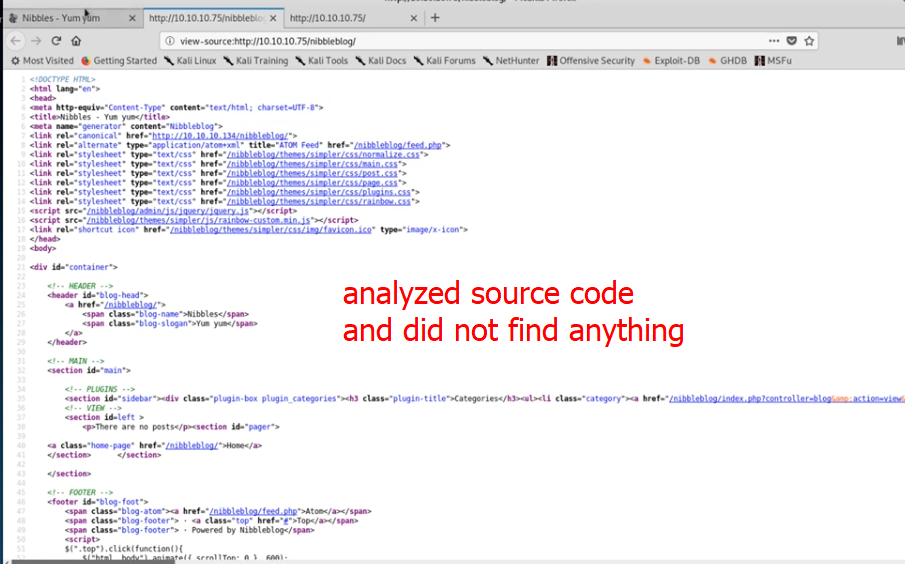 Nibbles - Yum yum
http://10.10.10.75/nibbleblog/
http://10.10.10.75/
view-source:http://10.10.10.75/nibbleblog/
Most Visited Getting Started Kali Linux Kali Training Kali Tools Kali Docs Kali Forums NetHunter Offensive Security Exploit-DB GHDB MSFu
1 <!DOCTYPE HTML>
2 <html lang="en">
3 <head>
4 <meta http-equiv="Content-Type" content="text/html; charset=UTF-8">
5 <title>Nibbles - Yum yum</title>
6 <meta name="generator" content="Nibbleblog">
7 <link rel="canonical" href="http://10.10.10.134/nibbleblog/">
8 <link rel="alternate" type="application/atom+xml" title="ATOM Feed" href="/nibbleblog/feed.php">
9 <link rel="stylesheet" type="text/css" href="/nibbleblog/themes/simpler/css/normalize.css">
10 <link rel="stylesheet" type="text/css" href="/nibbleblog/themes/simpler/css/main.css">
11 <link rel="stylesheet" type="text/css" href="/nibbleblog/themes/simpler/css/post.css">
12 <link rel="stylesheet" type="text/css" href="/nibbleblog/themes/simpler/css/page.css">
13 <link rel="stylesheet" type="text/css" href="/nibbleblog/themes/simpler/css/plugins.css">
14 <link rel="stylesheet" type="text/css" href="/nibbleblog/themes/simpler/css/rainbow.css">
15 <script src="/nibbleblog/admin/js/jquery/jquery.js"></script>
16 <script src="/nibbleblog/themes/simpler/js/rainbow-custom.min.js"></script>
17 <link rel="shortcut icon" href="/nibbleblog/themes/simpler/css/img/favicon.ico" type="image/x-icon">
18 </head>
19 <body>
20
21 <div id="container">
22
23 <!-- HEADER -->
24 <header id="blog-head">
25 <a href="/nibbleblog/">
26 <span class="blog-name">Nibbles</span>
27 <span class="blog-slogan">Yum yum</span>
28 </a>
29 </header>
30
31 <!-- MAIN -->
32 <section id="main">
33
34 <!-- PLUGINS -->
35 <section id="sidebar"><div class="plugin-box plugin_categories"><h3 class="plugin-title">Categories</h3><ul><li class="category"><a href="/nibbleblog/index.php?controller=blog&amp;action=view&
36 <!-- VIEW -->
37 <section id=left >
38 <p>There are no posts</p><section id="pager">
39
40 <a class="home-page" href="/nibbleblog/">Home</a>
41 </section> </section>
42
43 </section>
44
45 <!-- FOOTER -->
46 <footer id="blog-foot">
47 <span class="blog-atom"><a href="/nibbleblog/feed.php">Atom</a></span>
48 <span class="blog-footer"> · <a class="top" href="#">Top</a></span>
49 <span class="blog-footer"> · Powered by Nibbleblog</span>
50 <script>
51 $(".top").click(function(){
52 $("html, body").animate({ scrollTop: 0 }, 600);
analyzed source code
and did not find anything